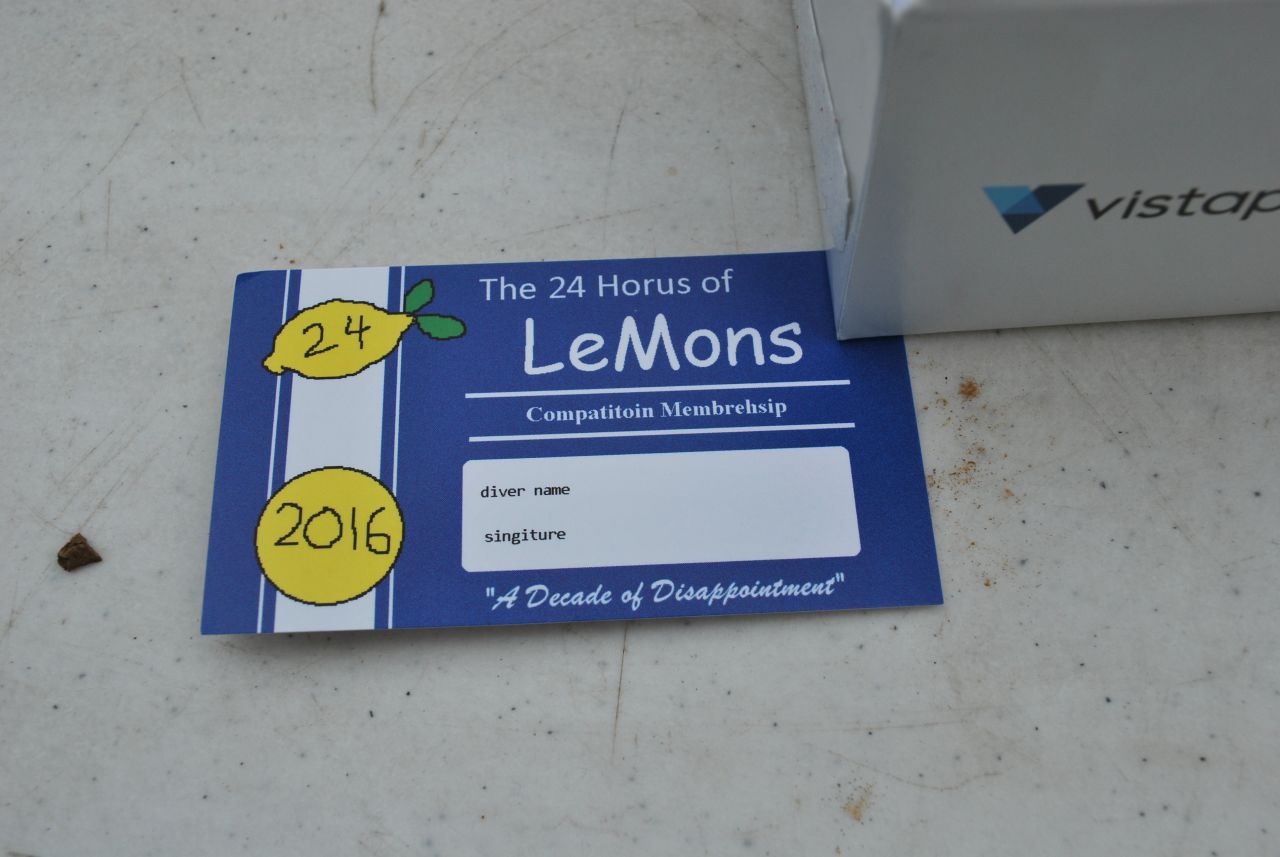 vistap
The 24 Horus of
LeMons
24
Compatitoin Membrehsip
diver name
singiture
2016
"A Decade of Disappointment"